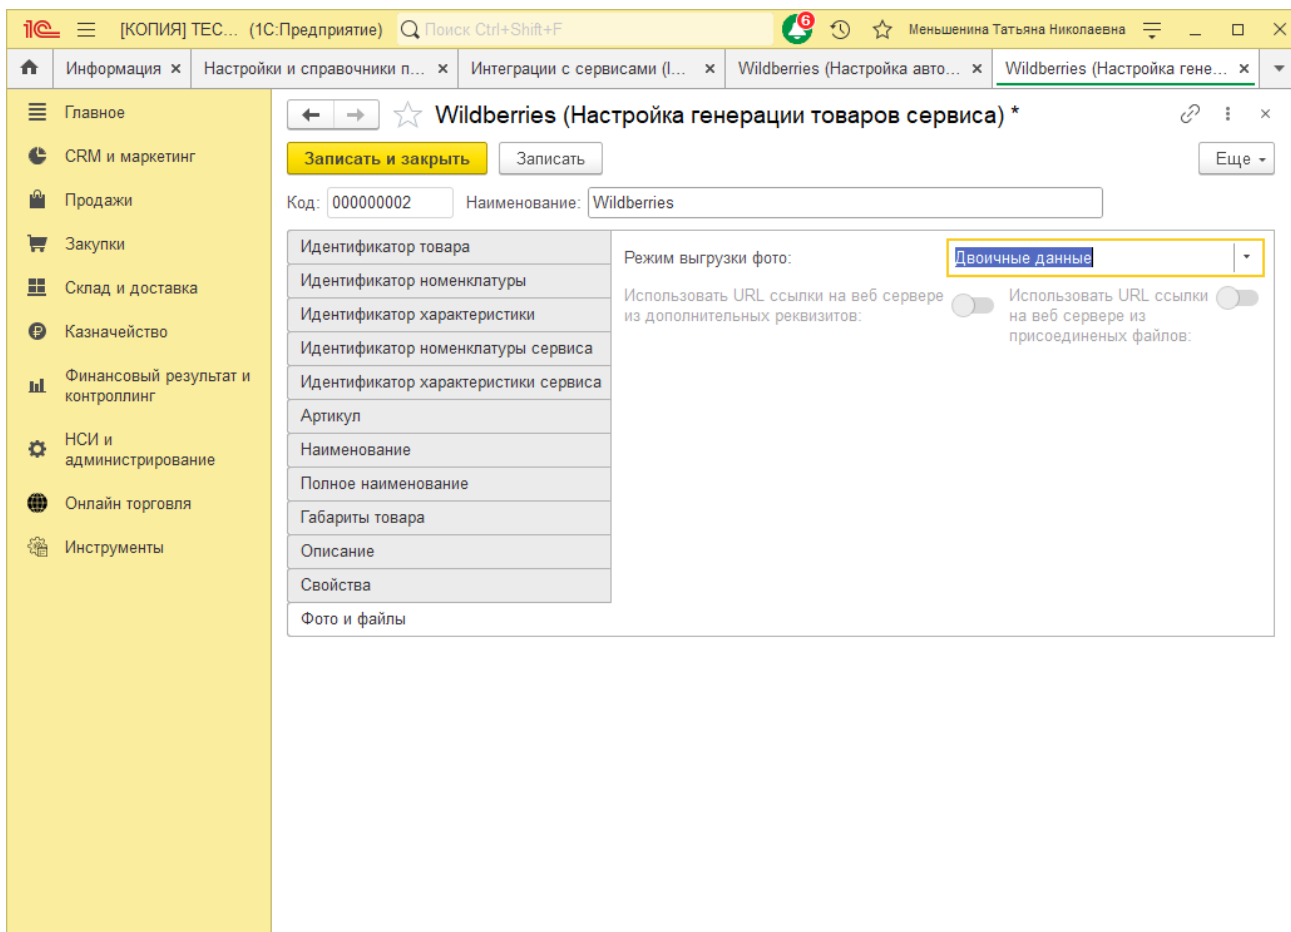 [КОПИЯ] ТЕС... (1С:Предприятие) Поиск Ctrl+Shift+F 6 Меньшенина Татьяна Николаевна
Информация Настройки и справочники п... Интеграции с сервисами (I... Wildberries (Настройка авто... Wildberries (Настройка гене...
Главное
CRM и маркетинг
Продажи
Закупки
Склад и доставка
Казначейство
Финансовый результат и
контроллинг
НСИ и
администрирование
Онлайн торговля
Инструменты
Wildberries (Настройка генерации товаров сервиса) *
Записать и закрыть Записать Еще
Код: 000000002 Наименование: Wildberries
Идентификатор товара
Идентификатор номенклатуры
Идентификатор характеристики
Идентификатор номенклатуры сервиса
Идентификатор характеристики сервиса
Артикул
Наименование
Полное наименование
Габариты товара
Описание
Свойства
Фото и файлы
Режим выгрузки фото: Двоичные данные
Использовать URL ссылки на веб сервере
из дополнительных реквизитов:
Использовать URL ссылки
на веб сервере из
присоединеных файлов: